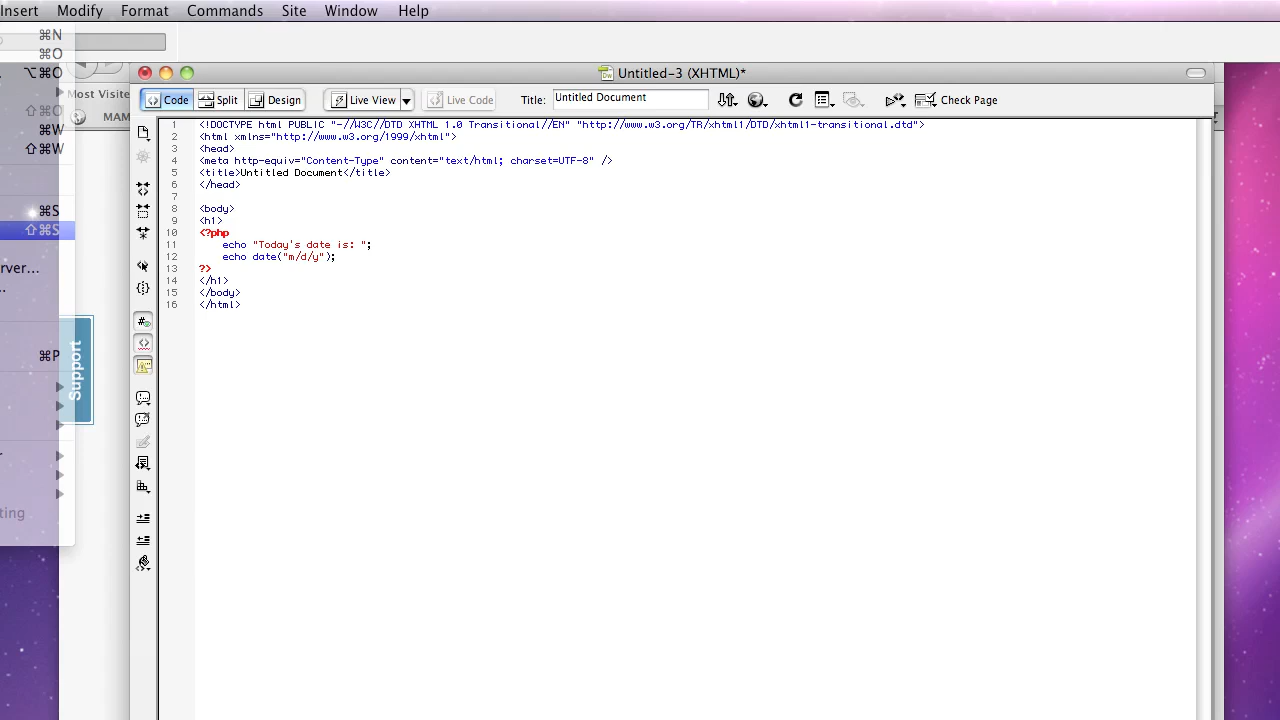 Insert Modify Format Commands Site Window Help
⌘N
⌘O
⌥⌘O
⇧⌘O
⌘W
⇧⌘W
⌘S
⇧⌘S
rver...
..
⌘P
r
ting
Most Visite
MAM
Support
Untitled-3 (XHTML)*
Code Split Design Live View Live Code Title: Untitled Document Check Page
1 <!DOCTYPE html PUBLIC "-//W3C//DTD XHTML 1.0 Transitional//EN" "http://www.w3.org/TR/xhtml1/DTD/xhtml1-transitional.dtd">
2 <html xmlns="http://www.w3.org/1999/xhtml">
3 <head>
4 <meta http-equiv="Content-Type" content="text/html; charset=UTF-8" />
5 <title>Untitled Document</title>
6 </head>
7
8 <body>
9 <h1>
10 <?php
11 echo "Today's date is: ";
12 echo date("m/d/y");
13 ?>
14 </h1>
15 </body>
16 </html>